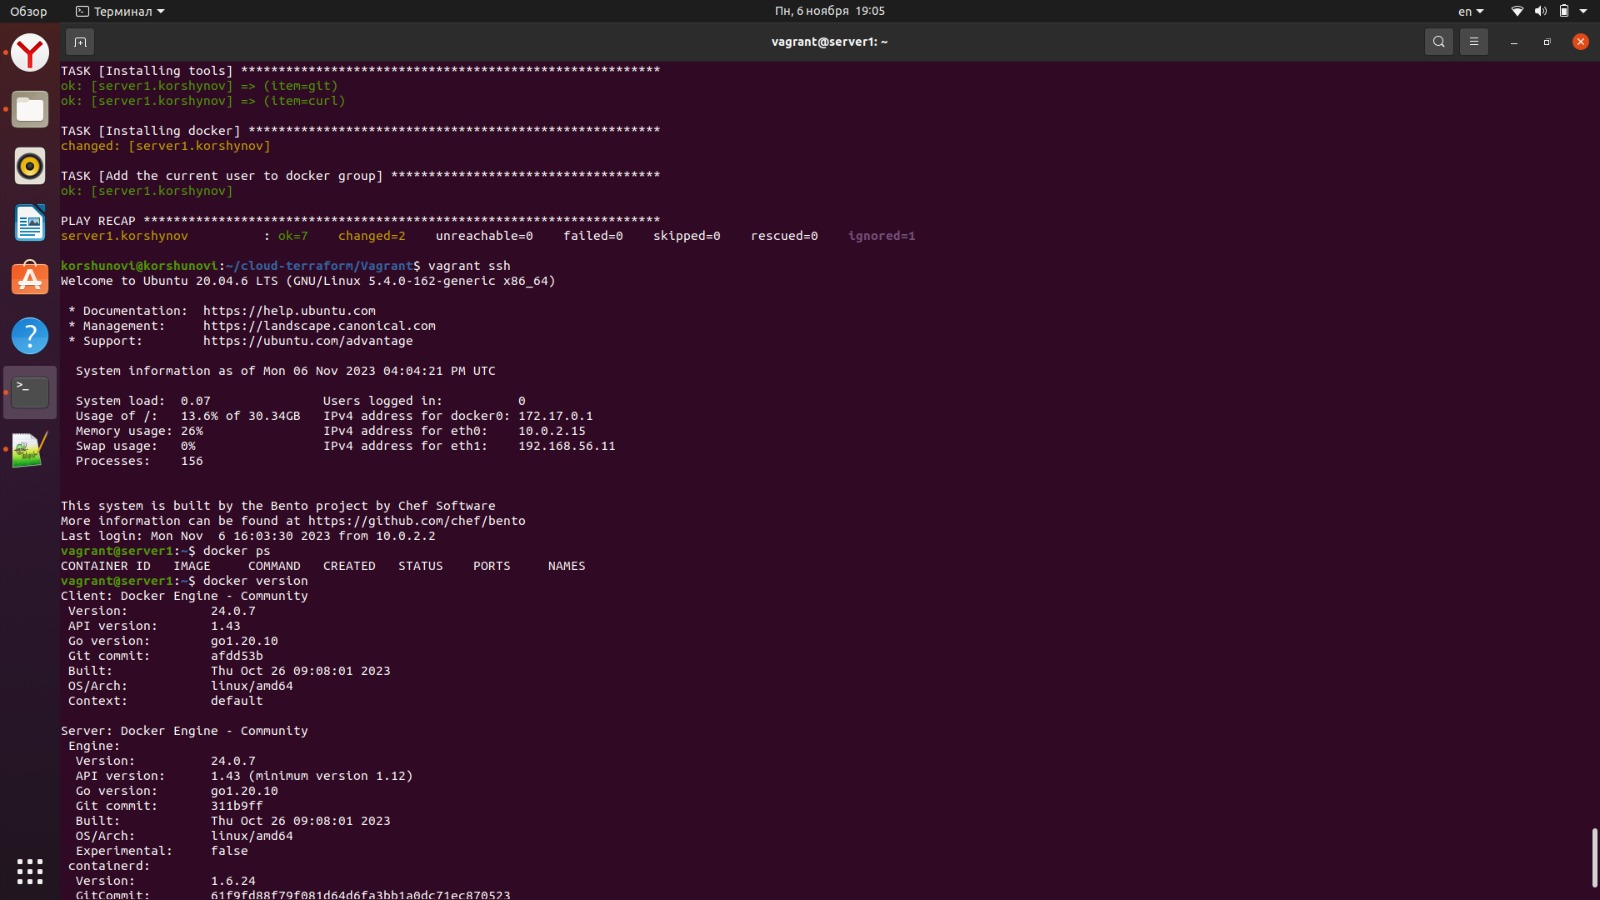 Обзор Терминал Пн, 6 ноября 19:05 en
vagrant@server1: ~
TASK [Installing tools] ********************************************************
ok: [server1.korshynov] => (item=git)
ok: [server1.korshynov] => (item=curl)
TASK [Installing docker] *******************************************************
changed: [server1.korshynov]
TASK [Add the current user to docker group] ************************************
ok: [server1.korshynov]
PLAY RECAP *********************************************************************
server1.korshynov : ok=7 changed=2 unreachable=0 failed=0 skipped=0 rescued=0 ignored=1
korshunovi@korshunovi:~/cloud-terraform/Vagrant$ vagrant ssh
Welcome to Ubuntu 20.04.6 LTS (GNU/Linux 5.4.0-162-generic x86_64)
* Documentation: https://help.ubuntu.com
* Management: https://landscape.canonical.com
* Support: https://ubuntu.com/advantage
System information as of Mon 06 Nov 2023 04:04:21 PM UTC
System load: 0.07 Users logged in: 0
Usage of /: 13.6% of 30.34GB IPv4 address for docker0: 172.17.0.1
Memory usage: 26% IPv4 address for eth0: 10.0.2.15
Swap usage: 0% IPv4 address for eth1: 192.168.56.11
Processes: 156
This system is built by the Bento project by Chef Software
More information can be found at https://github.com/chef/bento
Last login: Mon Nov 6 16:03:30 2023 from 10.0.2.2
vagrant@server1:~$ docker ps
CONTAINER ID IMAGE COMMAND CREATED STATUS PORTS NAMES
vagrant@server1:~$ docker version
Client: Docker Engine - Community
Version: 24.0.7
API version: 1.43
Go version: go1.20.10
Git commit: afdd53b
Built: Thu Oct 26 09:08:01 2023
OS/Arch: linux/amd64
Context: default
Server: Docker Engine - Community
Engine:
Version: 24.0.7
API version: 1.43 (minimum version 1.12)
Go version: go1.20.10
Git commit: 311b9ff
Built: Thu Oct 26 09:08:01 2023
OS/Arch: linux/amd64
Experimental: false
containerd:
Version: 1.6.24
GitCommit: 61f9fd88f79f081d64d6fa3bb1a0dc71ec870523